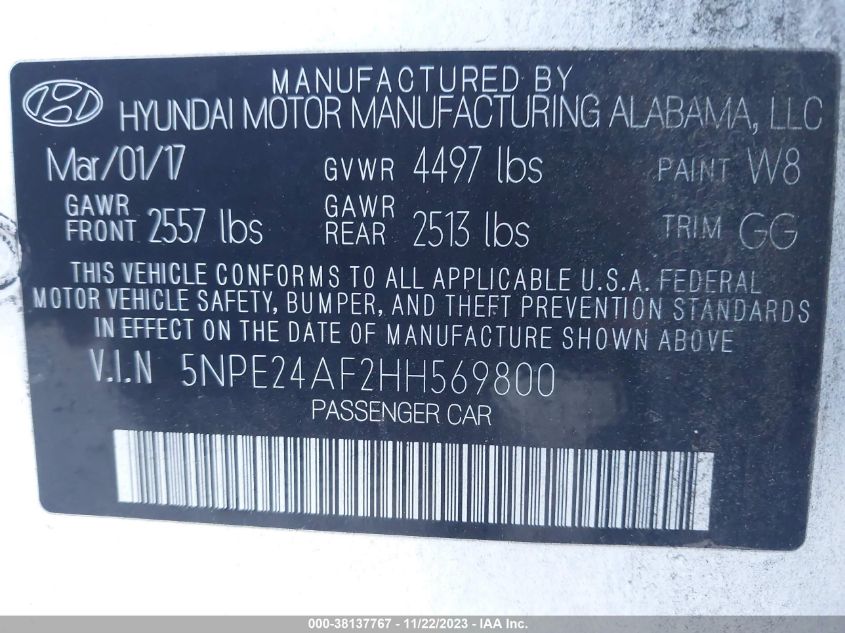 MANUFACTURED BY
HYUNDAI MOTOR MANUFACTURING ALABAMA, LLC
Mar/01/17 GVWR 4497 lbs PAINT W8
GAWR FRONT 2557 lbs GAWR REAR 2513 lbs TRIM GG
THIS VEHICLE CONFORMS TO ALL APPLICABLE U.S.A. FEDERAL
MOTOR VEHICLE SAFETY, BUMPER, AND THEFT PREVENTION STANDARDS
IN EFFECT ON THE DATE OF MANUFACTURE SHOWN ABOVE
V.I.N 5NPE24AF2HH569800
PASSENGER CAR
000-38137767 - 11/22/2023 - www.iaai.com